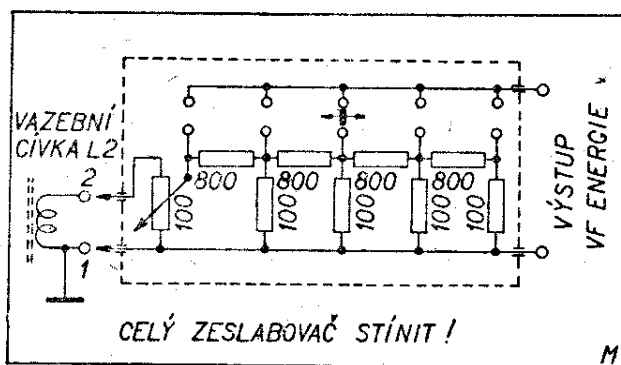 VAZEBNÍ
CÍVKA L2
2
1
100
800
800
800
800
100
100
100
100
VÝSTUP
VF ENERGIE
CELÝ ZESLABOVAČ STÍNIT!
M